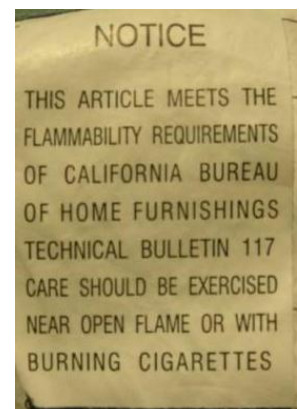 NOTICE
THIS ARTICLE MEETS THE
FLAMMABILITY REQUIREMENTS
OF CALIFORNIA BUREAU
OF HOME FURNISHINGS
TECHNICAL BULLETIN 117
CARE SHOULD BE EXERCISED
NEAR OPEN FLAME OR WITH
BURNING CIGARETTES